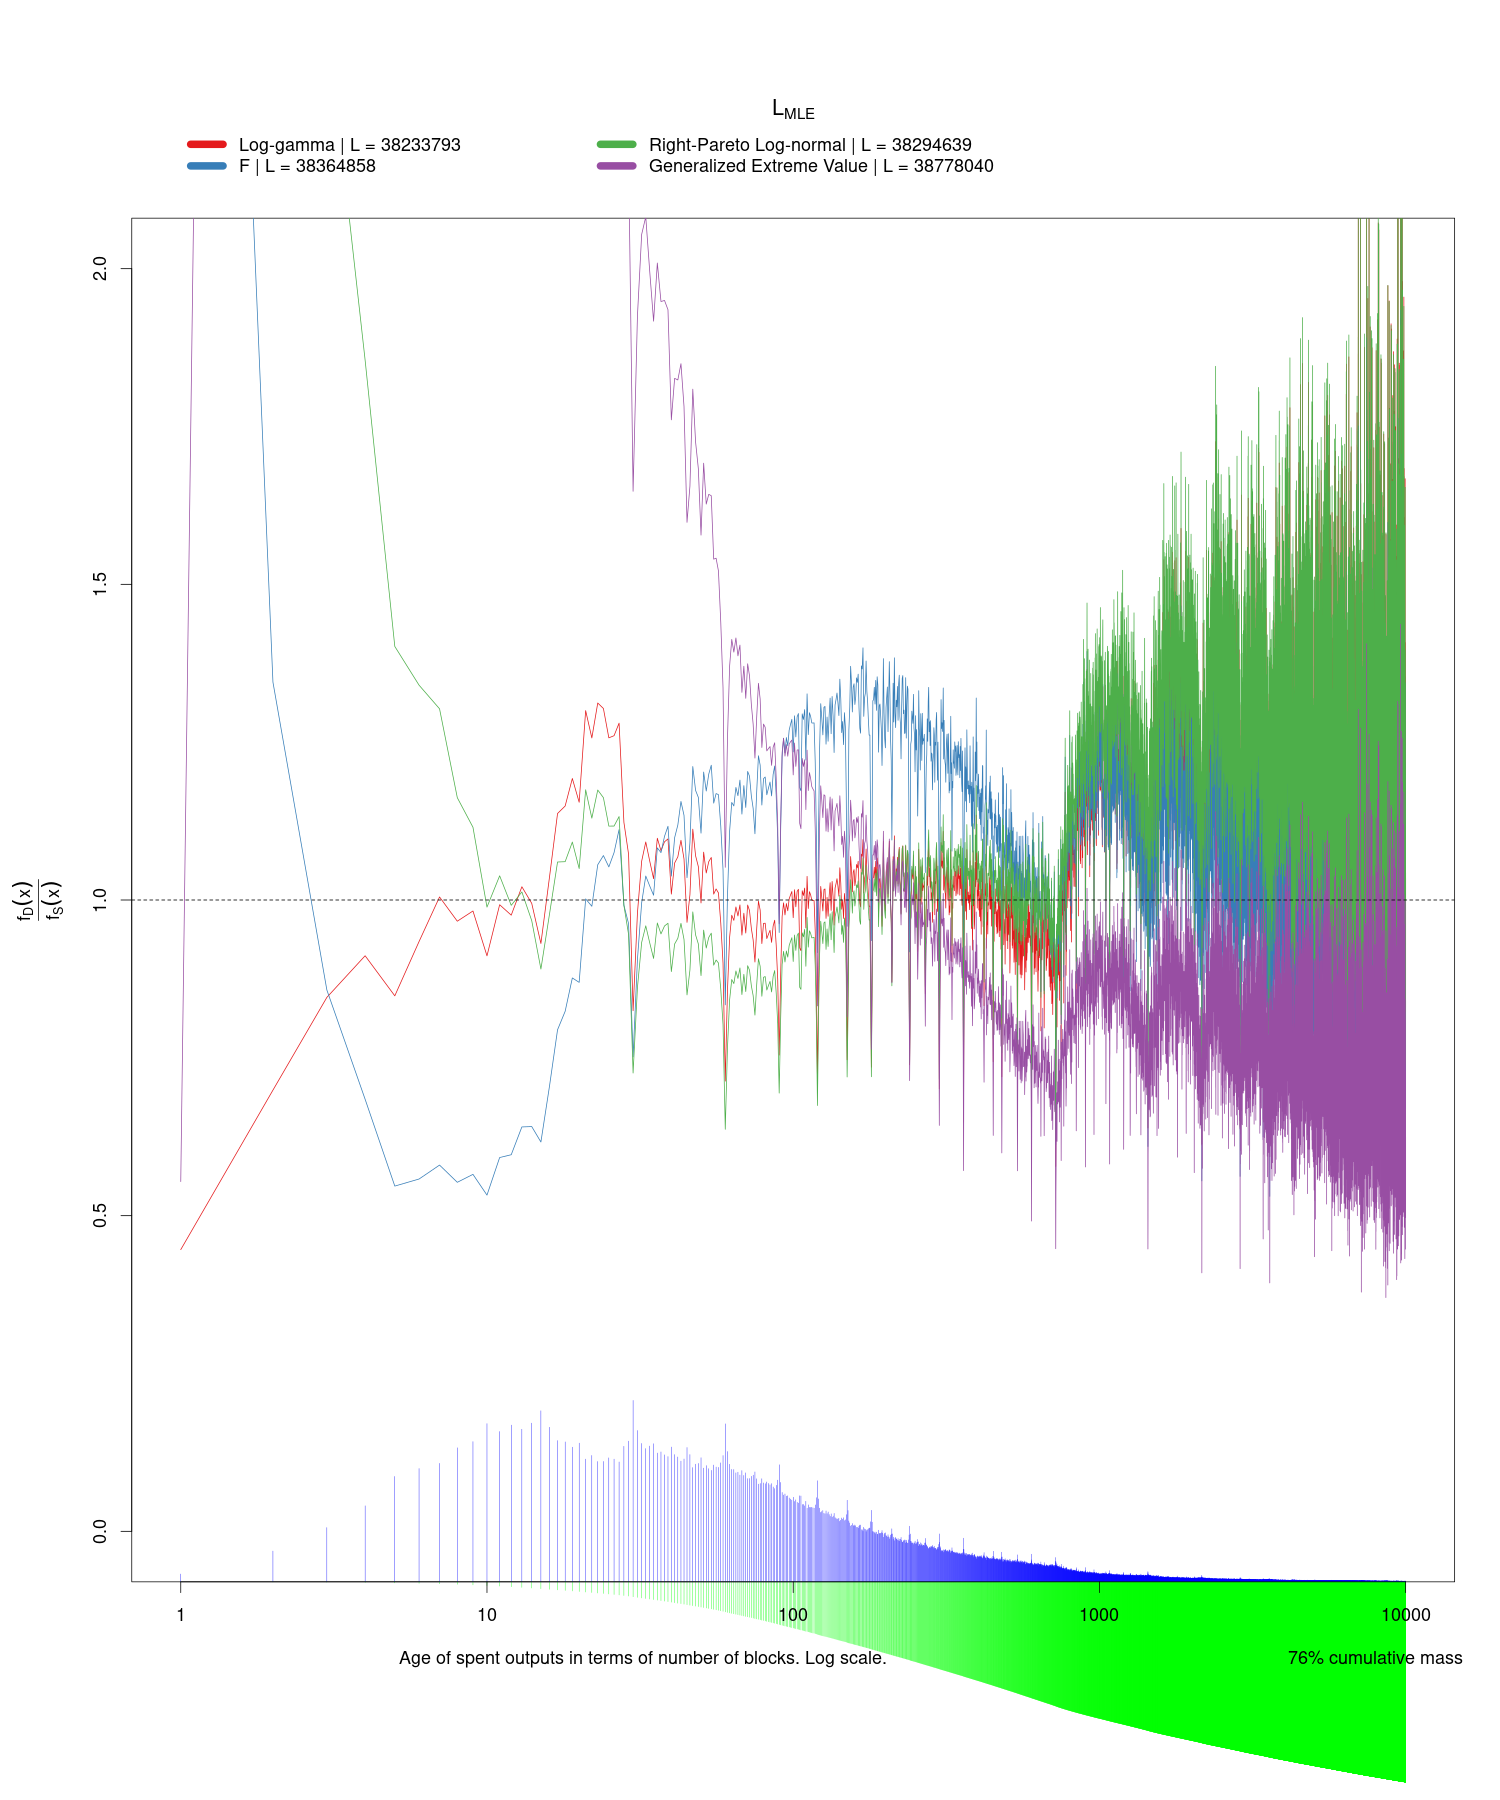 L_MLE
Log-gamma | L = 38233793
F | L = 38364858
Right-Pareto Log-normal | L = 38294639
Generalized Extreme Value | L = 38778040
2.0
1.5
1.0
0.5
0.0
f_D(x)
f_S(x)
1 10 100 1000 10000
Age of spent outputs in terms of number of blocks. Log scale.
76% cumulative mass